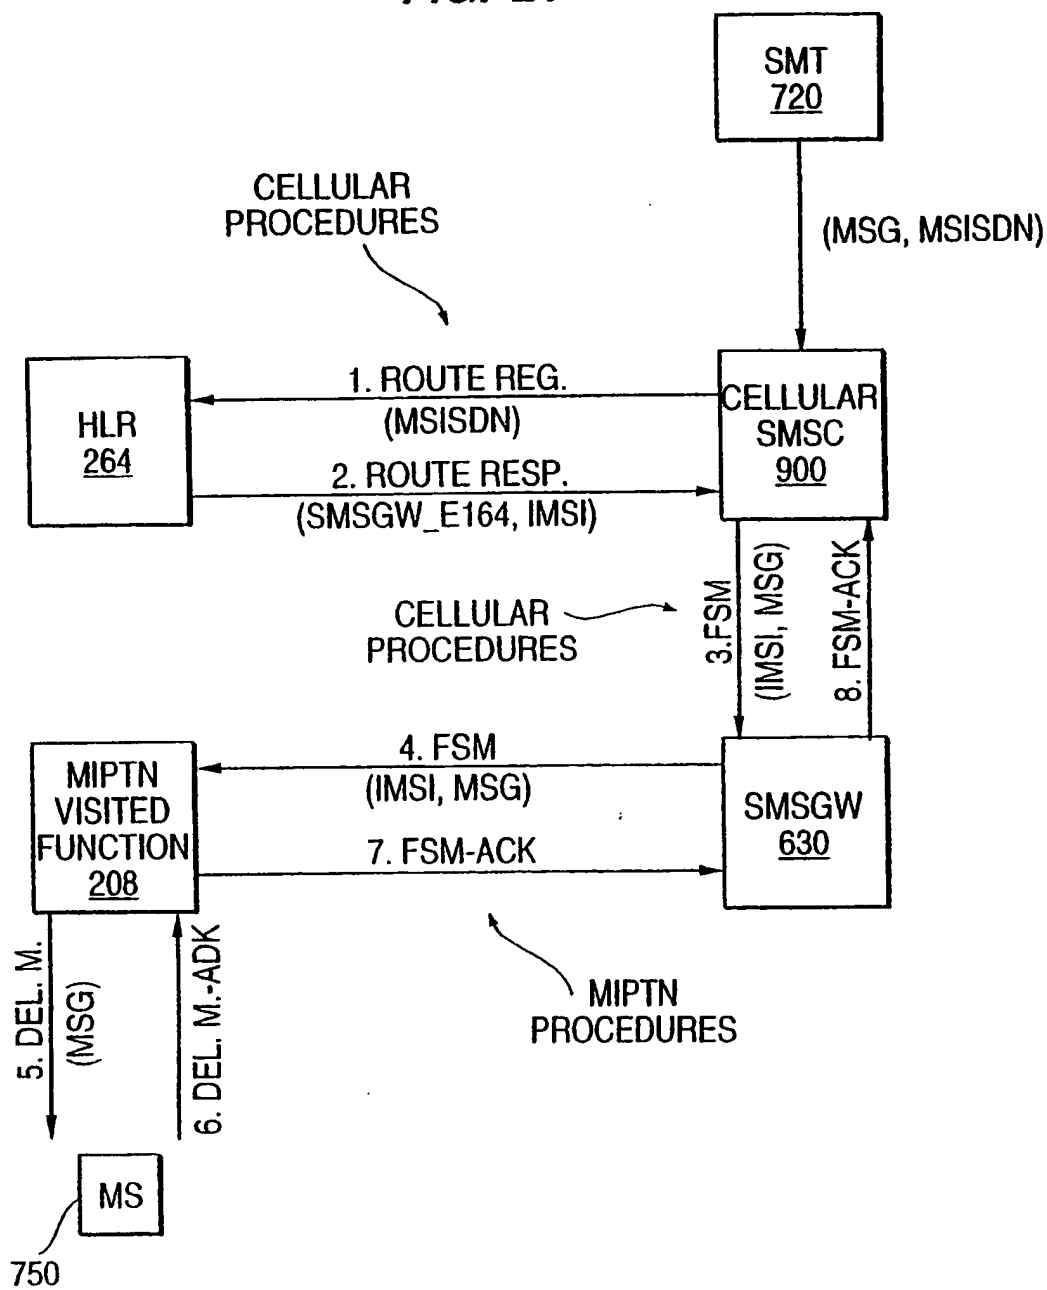 SMT
720
CELLULAR
PROCEDURES
(MSG, MSISDN)
1. ROUTE REG.
(MSISDN)
HLR
264
CELLULAR
SMSC
900
2. ROUTE RESP.
(SMSGW_E164, IMSI)
CELLULAR
PROCEDURES
3.FSM
(IMSI, MSG)
8. FSM-ACK
4. FSM
(IMSI, MSG)
MIPTN
VISITED
FUNCTION
208
SMSGW
630
7. FSM-ACK
5. DEL. M.
(MSG)
6. DEL. M.-ADK
MIPTN
PROCEDURES
MS
750